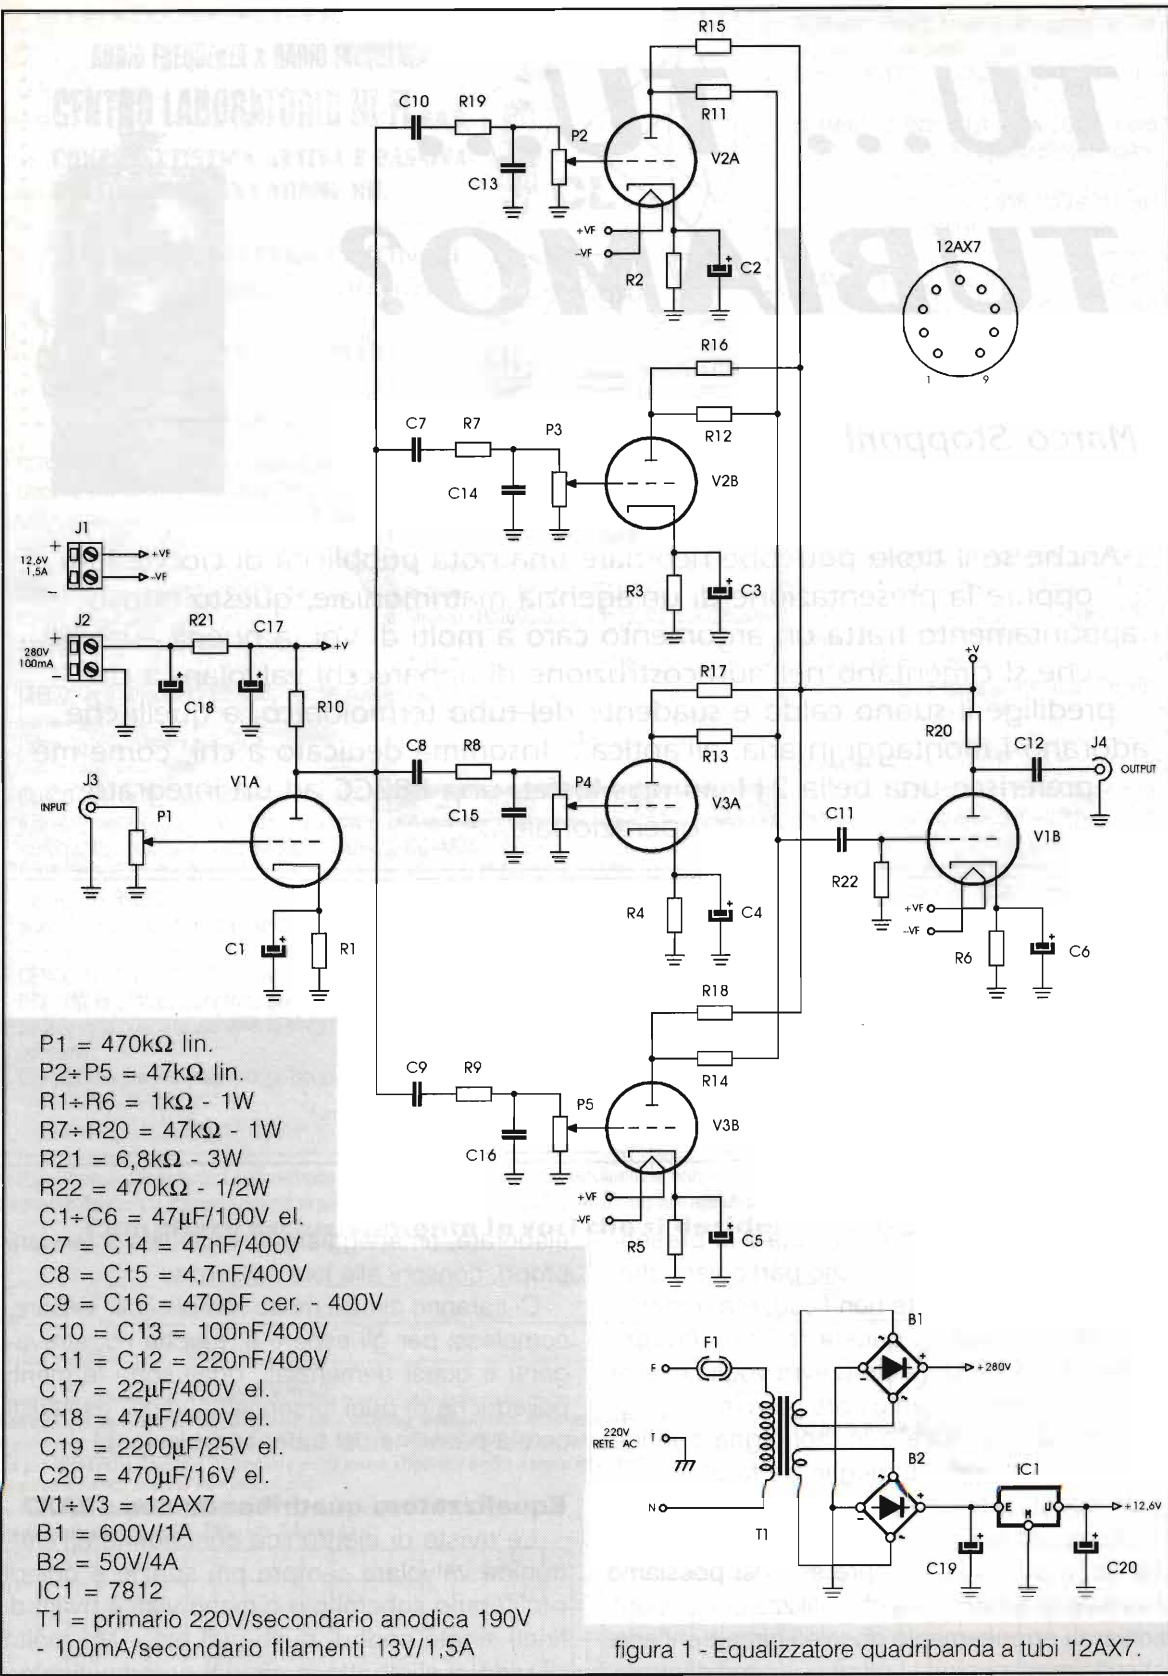 R15
C10 R19
P2
R11
V2A
C13
+VF
-VF
R2
C2
12AX7
1 9
R16
C7 R7
P3
R12
V2B
C14
R3
C3
J1
+
12,6V
1,5A
-
+VF
-VF
J2
+
280V
100mA
-
R21
C17
+V
C18
R10
J3
INPUT
P1
V1A
C1
R1
R17
C8 R8
P4
R13
V3A
C15
R4
C4
+V
R20
C12
J4
OUTPUT
C11
V1B
R22
+VF
-VF
R6
C6
R18
C9 R9
P5
R14
V3B
C16
+VF
-VF
R5
C5
P1 = 470kΩ lin.
P2÷P5 = 47kΩ lin.
R1÷R6 = 1kΩ - 1W
R7÷R20 = 47kΩ - 1W
R21 = 6,8kΩ - 3W
R22 = 470kΩ - 1/2W
C1÷C6 = 47µF/100V el.
C7 = C14 = 47nF/400V
C8 = C15 = 4,7nF/400V
C9 = C16 = 470pF cer. - 400V
C10 = C13 = 100nF/400V
C11 = C12 = 220nF/400V
C17 = 22µF/400V el.
C18 = 47µF/400V el.
C19 = 2200µF/25V el.
C20 = 470µF/16V el.
V1÷V3 = 12AX7
B1 = 600V/1A
B2 = 50V/4A
IC1 = 7812
T1 = primario 220V/secondario anodica 190V
- 100mA/secondario filamenti 13V/1,5A
F
F1
220V
RETE AC
T
N
T1
B1
~
+
-
~
+280V
B2
~
+
-
~
IC1
E M U
+12,6V
C19
C20
figura 1 - Equalizzatore quadribanda a tubi 12AX7.